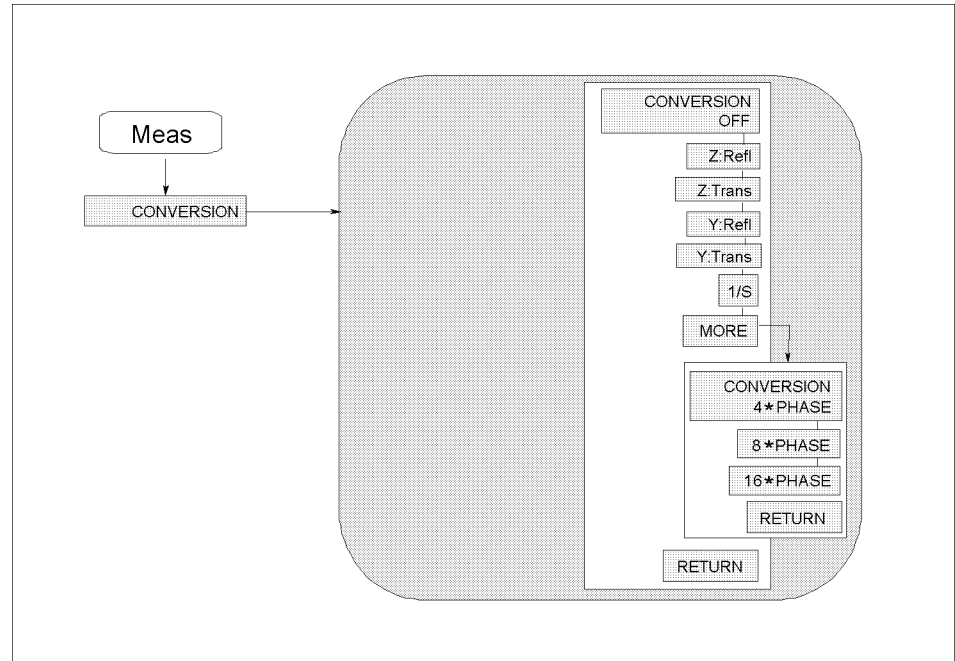 Meas
CONVERSION
CONVERSION
OFF
Z:Refl
Z:Trans
Y:Refl
Y:Trans
1/S
MORE
CONVERSION
4*PHASE
8*PHASE
16*PHASE
RETURN
RETURN